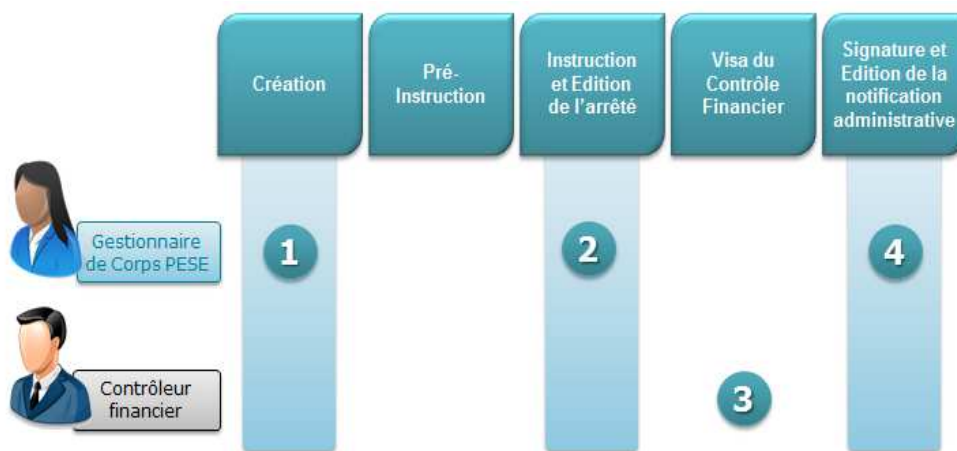 Création
Pré-
Instruction
Instruction
et Edition
de l'arrêté
Visa du
Contrôle
Financier
Signature et
Edition de la
notification
administrative
Gestionnaire
de Corps PESE
1
2
4
Contrôleur
financier
3